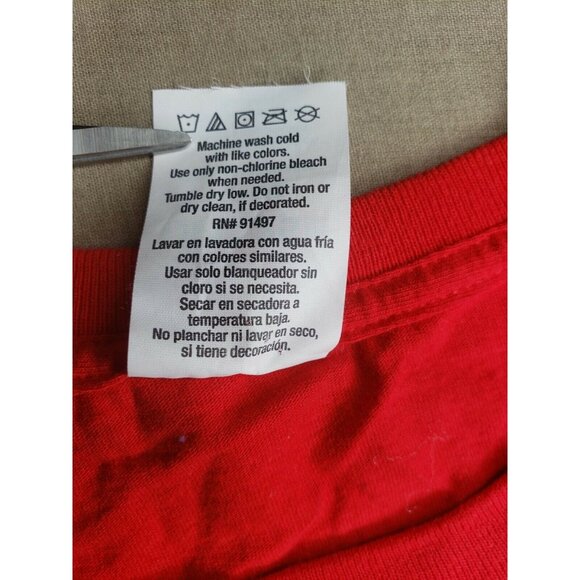 Machine wash cold
with like colors.
Use only non-chlorine bleach
when needed.
Tumble dry low. Do not iron or
dry clean, if decorated.
RN# 91497
Lavar en lavadora con agua fría
con colores similares.
Usar solo blanqueador sin
cloro si se necesita.
Secar en secadora a
temperatura baja.
No planchar ni lavar en seco,
si tiene decoración.